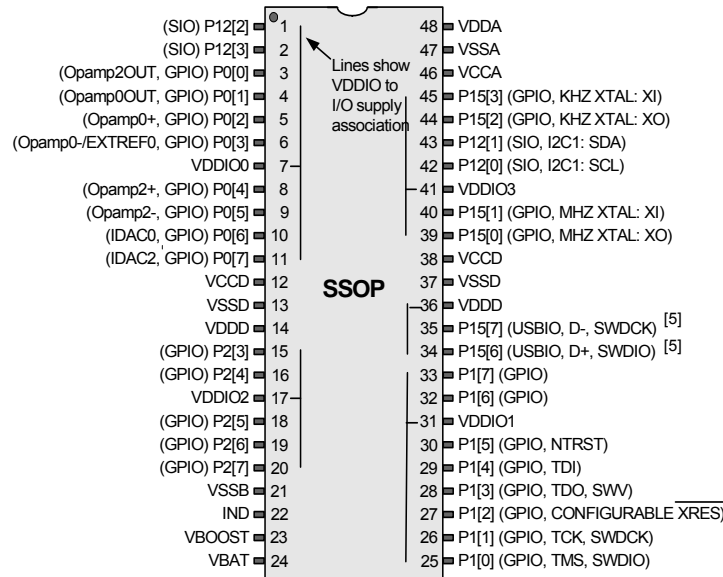 (SIO) P12[2] 1
(SIO) P12[3] 2
(Opamp2OUT, GPIO) P0[0] 3
(Opamp0OUT, GPIO) P0[1] 4
(Opamp0+, GPIO) P0[2] 5
(Opamp0-/EXTREF0, GPIO) P0[3] 6
VDDIO0 7
(Opamp2+, GPIO) P0[4] 8
(Opamp2-, GPIO) P0[5] 9
(IDAC0, GPIO) P0[6] 10
(IDAC2, GPIO) P0[7] 11
VCCD 12
VSSD 13
VDDD 14
(GPIO) P2[3] 15
(GPIO) P2[4] 16
VDDIO2 17
(GPIO) P2[5] 18
(GPIO) P2[6] 19
(GPIO) P2[7] 20
VSSB 21
IND 22
VBOOST 23
VBAT 24
Lines show
VDDIO to
I/O supply
association
SSOP
48 VDDA
47 VSSA
46 VCCA
45 P15[3] (GPIO, KHZ XTAL: XI)
44 P15[2] (GPIO, KHZ XTAL: XO)
43 P12[1] (SIO, I2C1: SDA)
42 P12[0] (SIO, I2C1: SCL)
41 VDDIO3
40 P15[1] (GPIO, MHZ XTAL: XI)
39 P15[0] (GPIO, MHZ XTAL: XO)
38 VCCD
37 VSSD
36 VDDD
35 P15[7] (USBIO, D-, SWDCK) [5]
34 P15[6] (USBIO, D+, SWDIO) [5]
33 P1[7] (GPIO)
32 P1[6] (GPIO)
31 VDDIO1
30 P1[5] (GPIO, NTRST)
29 P1[4] (GPIO, TDI)
28 P1[3] (GPIO, TDO, SWV)
27 P1[2] (GPIO, CONFIGURABLE XRES)
26 P1[1] (GPIO, TCK, SWDCK)
25 P1[0] (GPIO, TMS, SWDIO)